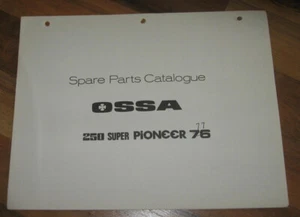 Spare Parts Catalogue
OSSA
77
250 SUPER PIONEER 76